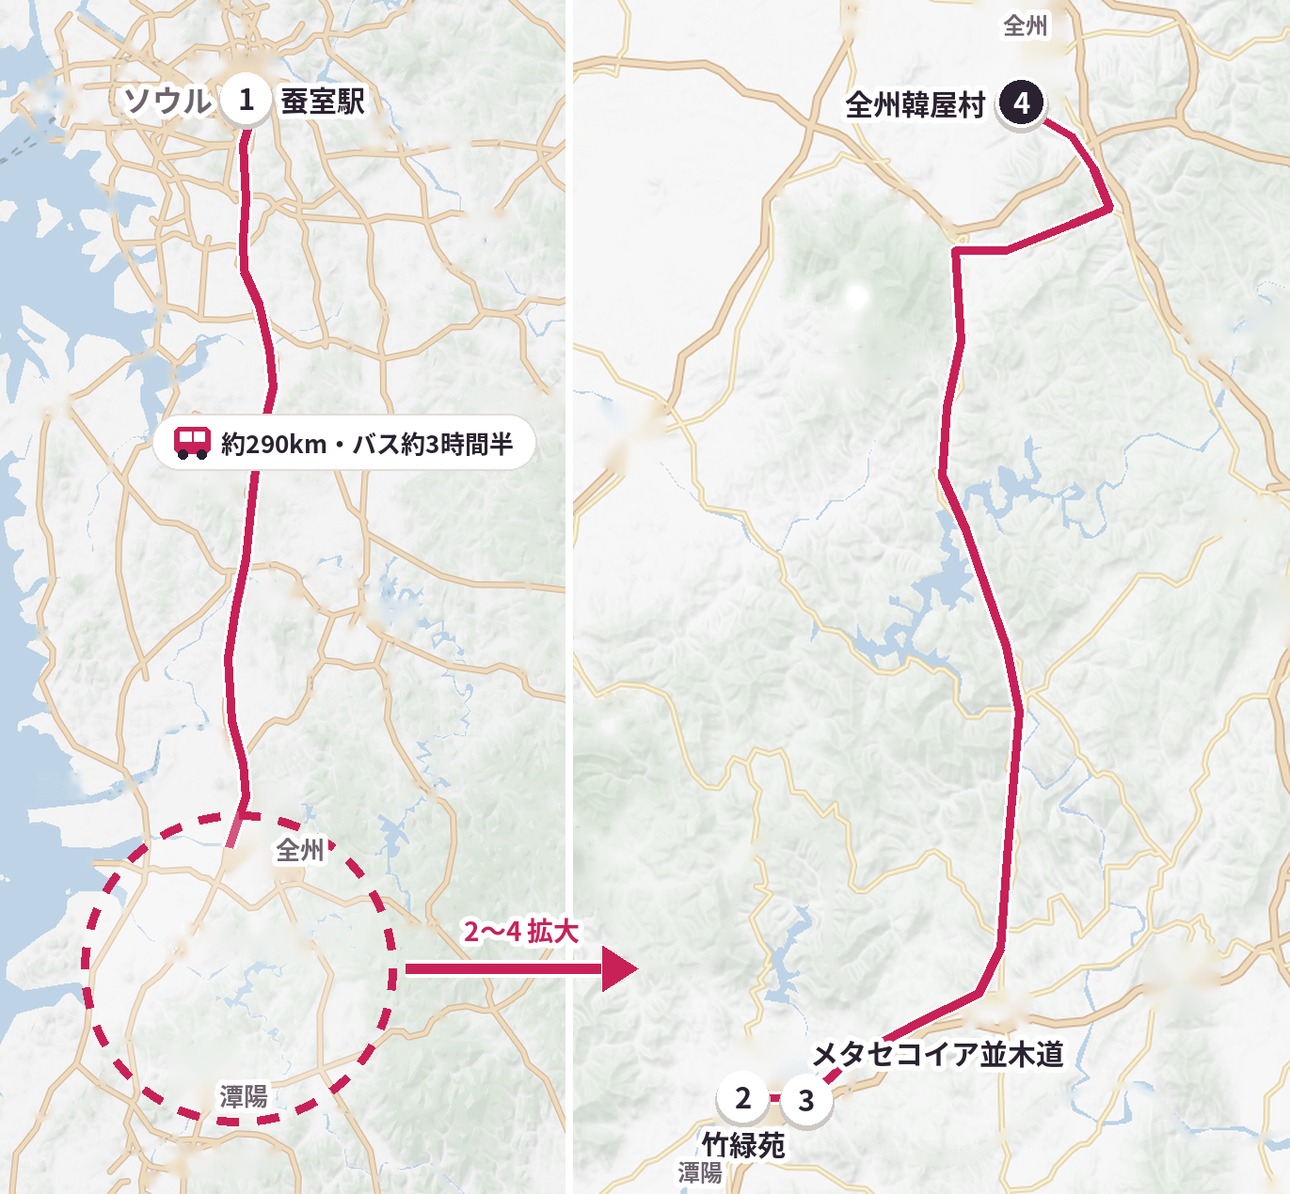 ソウル 1 蚕室駅
約290km・バス約3時間半
全州
2〜4 拡大
潭陽
全州
全州韓屋村 4
メタセコイア並木道
2 3
竹緑苑
潭陽